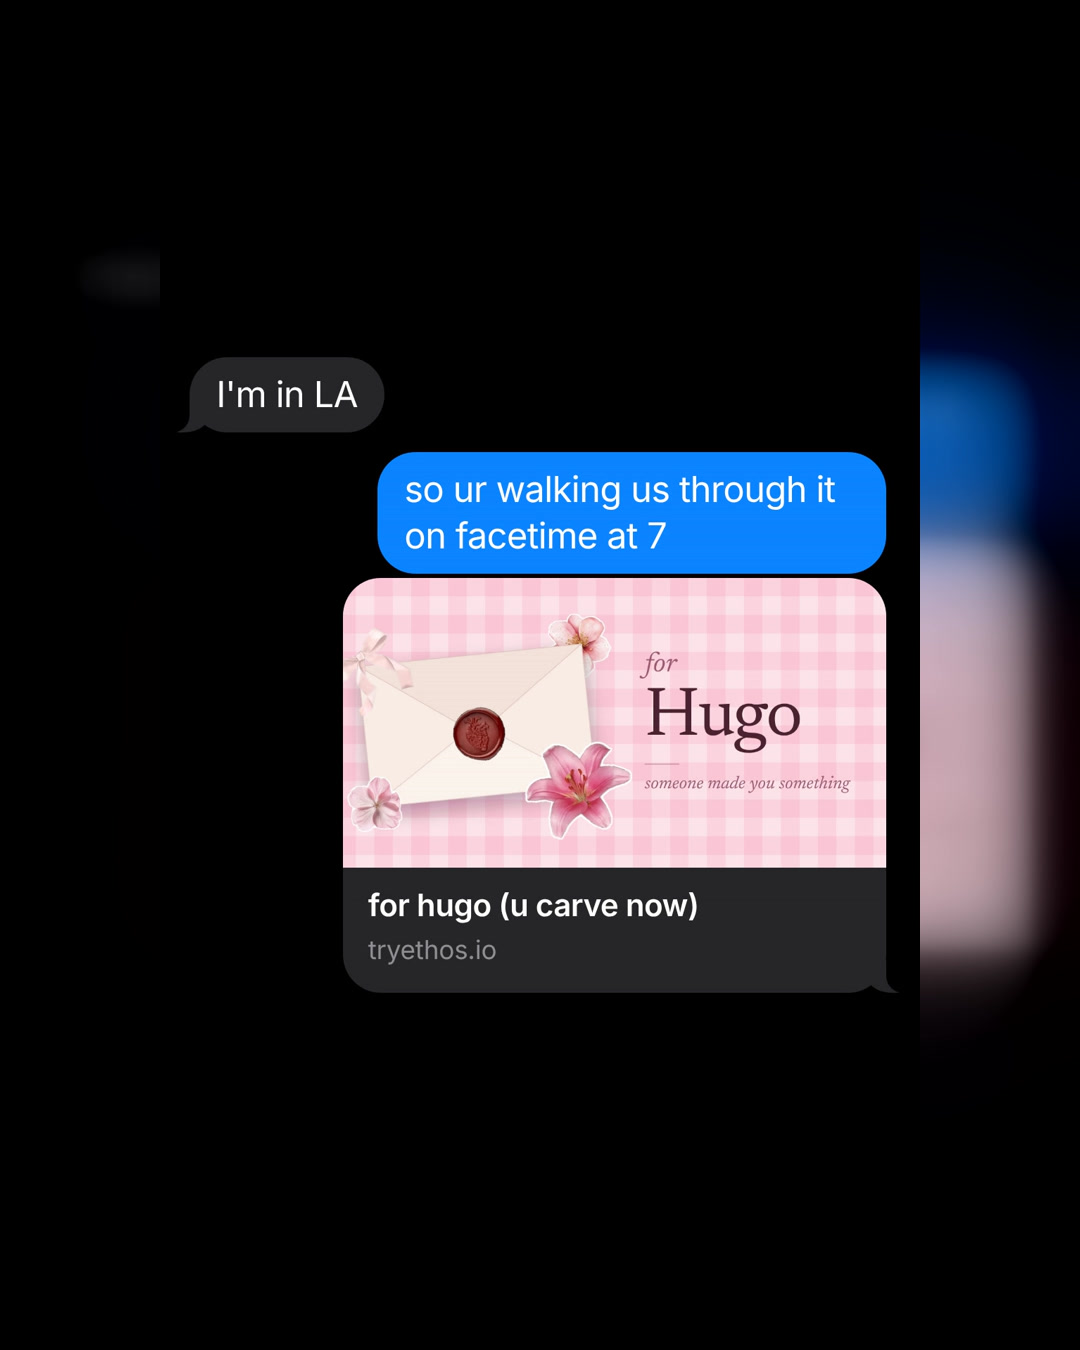 I'm in LA
so ur walking us through it
on facetime at 7
for
Hugo
someone made you something
for hugo (u carve now)
tryethos.io